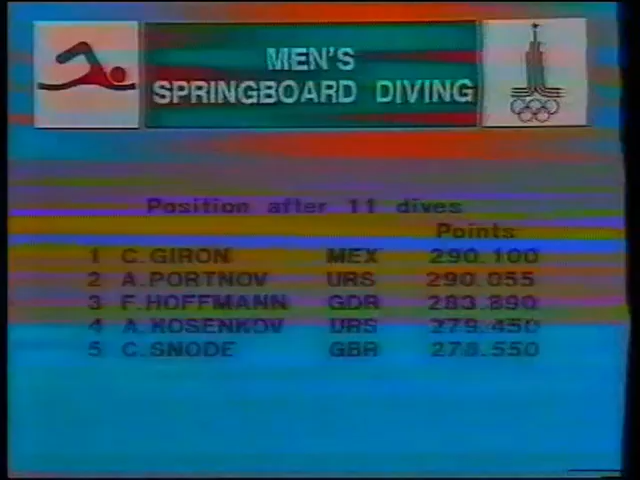 MEN'S
SPRINGBOARD DIVING
Position after 11 dives
Points
1 C.GIRON MEX 290.100
2 A.PORTNOV URS 290.055
3 F.HOFFMANN GDR 283.890
4 A.KOSENKOV URS 279.450
5 C.SNODE GBR 278.550